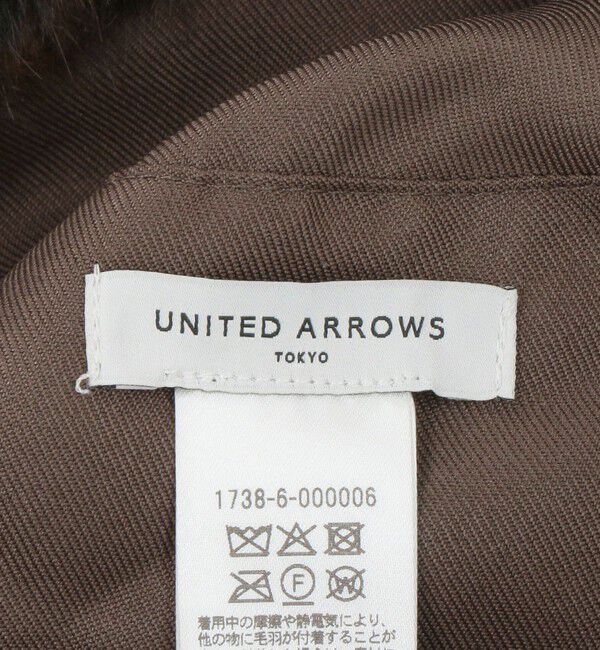 UNITED ARROWS
TOKYO
1738-6-000006
F W
着用中の摩擦や静電気により、
他の物に毛羽が付着することが